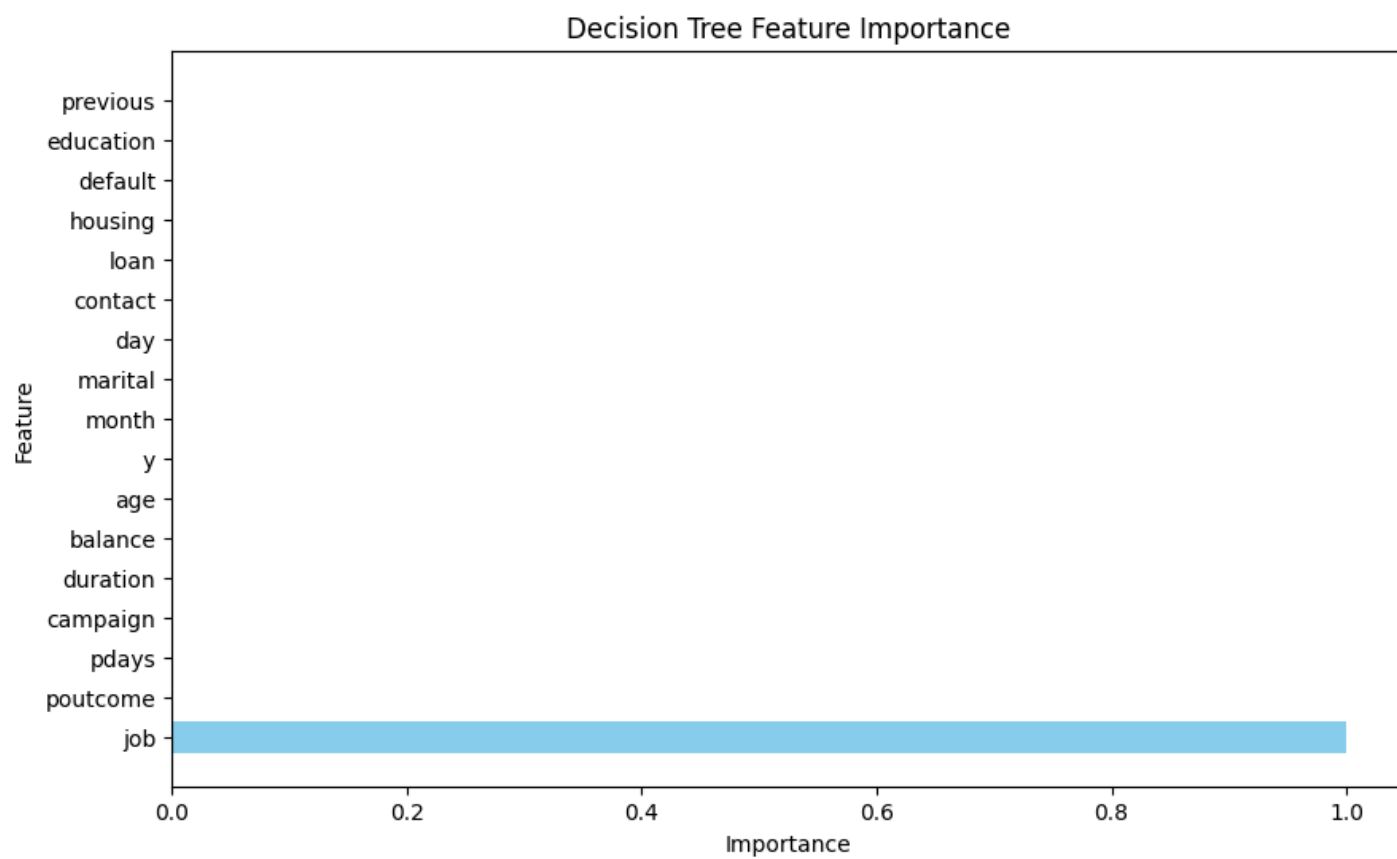 Decision Tree Feature Importance
previous
education
default
housing
loan
contact
day
marital
month
y
age
balance
duration
campaign
pdays
poutcome
job
Feature
0.0 0.2 0.4 0.6 0.8 1.0
Importance